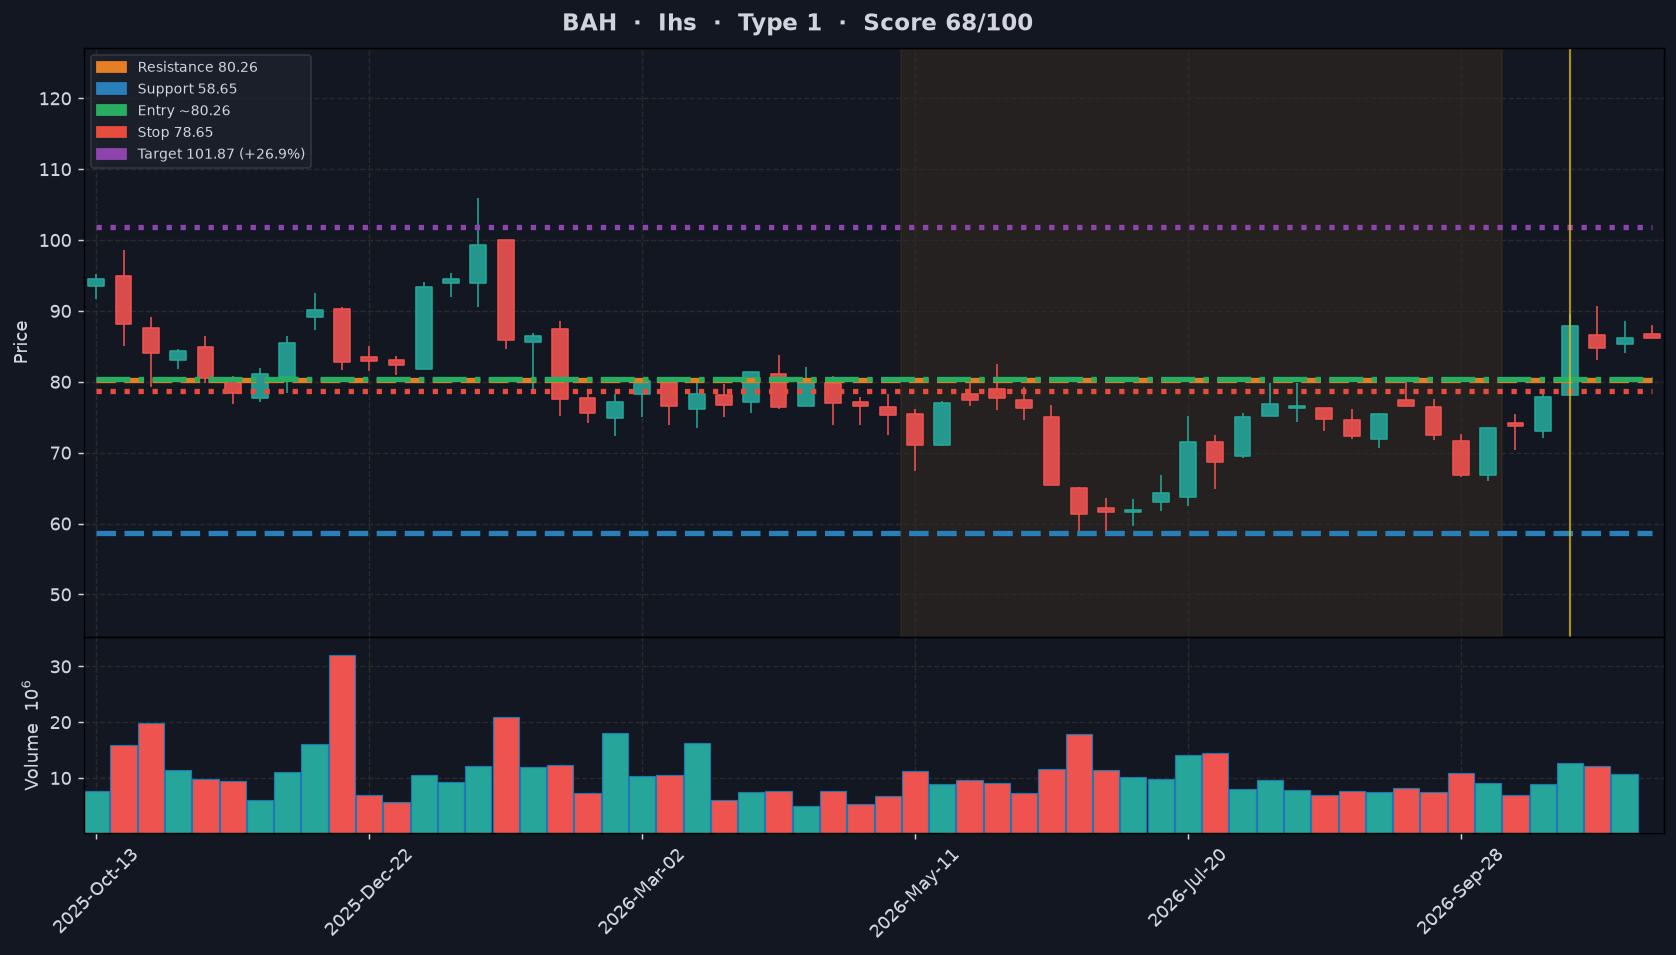 BAH · Ihs · Type 1 · Score 68/100
Resistance 80.26
Support 58.65
Entry ~80.26
Stop 78.65
Target 101.87 (+26.9%)
Price
120
110
100
90
80
70
60
50
Volume 10⁶
30
20
10
2025-Oct-13
2025-Dec-22
2026-Mar-02
2026-May-11
2026-Jul-20
2026-Sep-28